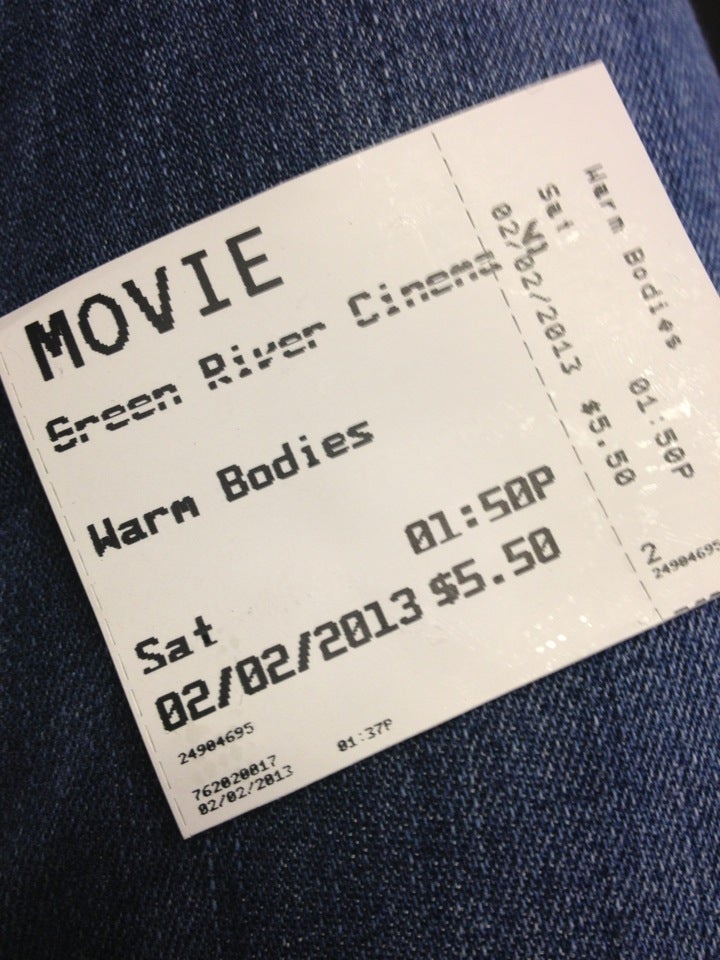 MOVIE
Green River Cinema VI
Warm Bodies
01:50P
Sat
02/02/2013 $5.50
24904695
762020017
02/02/2013 01:37P
Warm Bodies 01:50P
Sat
02/02/2013 $5.50
2
24904695